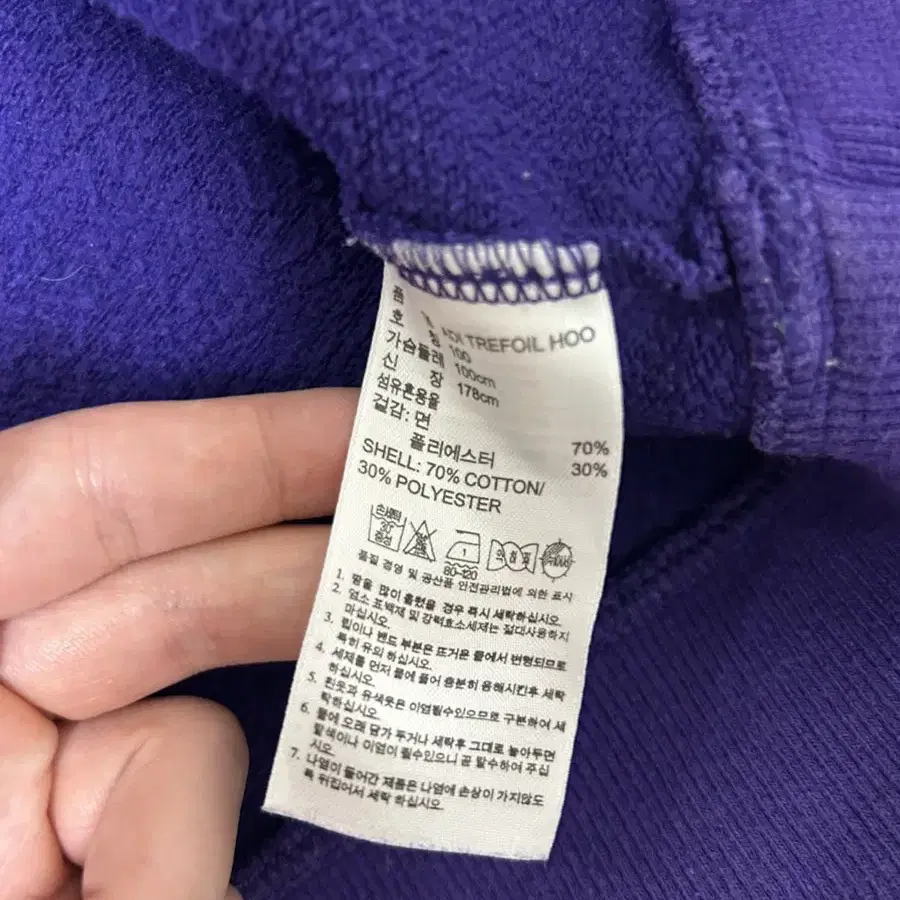 품 명 ADI TREFOIL HOO
호 칭 100
가슴둘레 100cm
신 장 178cm
섬유혼용율
겉감: 면 70%
폴리에스터 30%
SHELL: 70% COTTON/
30% POLYESTER
손세탁
30°
중성
80~120
품질 경영 및 공산품 안전관리법에 의한 표시
1. 땀을 많이 흘렸을 경우 즉시 세탁하십시오.
2. 염소 표백제 및 강력효소세제는 절대사용하지
마십시오.
3. 립이나 밴드 부분은 뜨거운 물에서 변형되므로
특히 유의 하십시오.
4. 세제를 먼저 물에 풀어 충분히 용해시킨후 세탁
하십시오.
5. 흰옷과 유색옷은 이염될수있으므로 구분하여 세
탁하십시오.
6. 물에 오래 담가 두거나 세탁후 그대로 놓아두면
탈색이나 이염이 될수있으니 곧 탈수하여 주십
시오.
7. 나염이 들어간 제품은 나염에 손상이 가지않도
록 뒤집어서 세탁 하십시오.